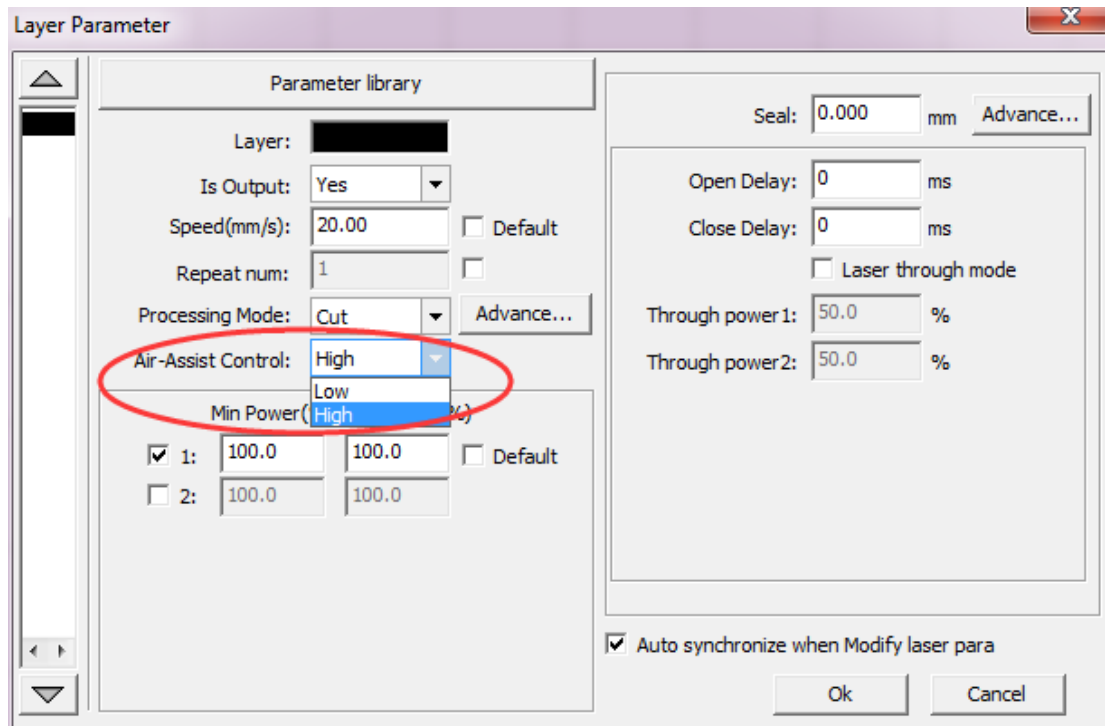 Layer Parameter
X
Parameter library
Layer:
Is Output: Yes
Speed(mm/s): 20.00 Default
Repeat num: 1
Processing Mode: Cut Advance...
Air-Assist Control: High
Low
High
Min Power( %)
1: 100.0 100.0 Default
2: 100.0 100.0
Seal: 0.000 mm Advance...
Open Delay: 0 ms
Close Delay: 0 ms
Laser through mode
Through power1: 50.0 %
Through power2: 50.0 %
Auto synchronize when Modify laser para
Ok Cancel